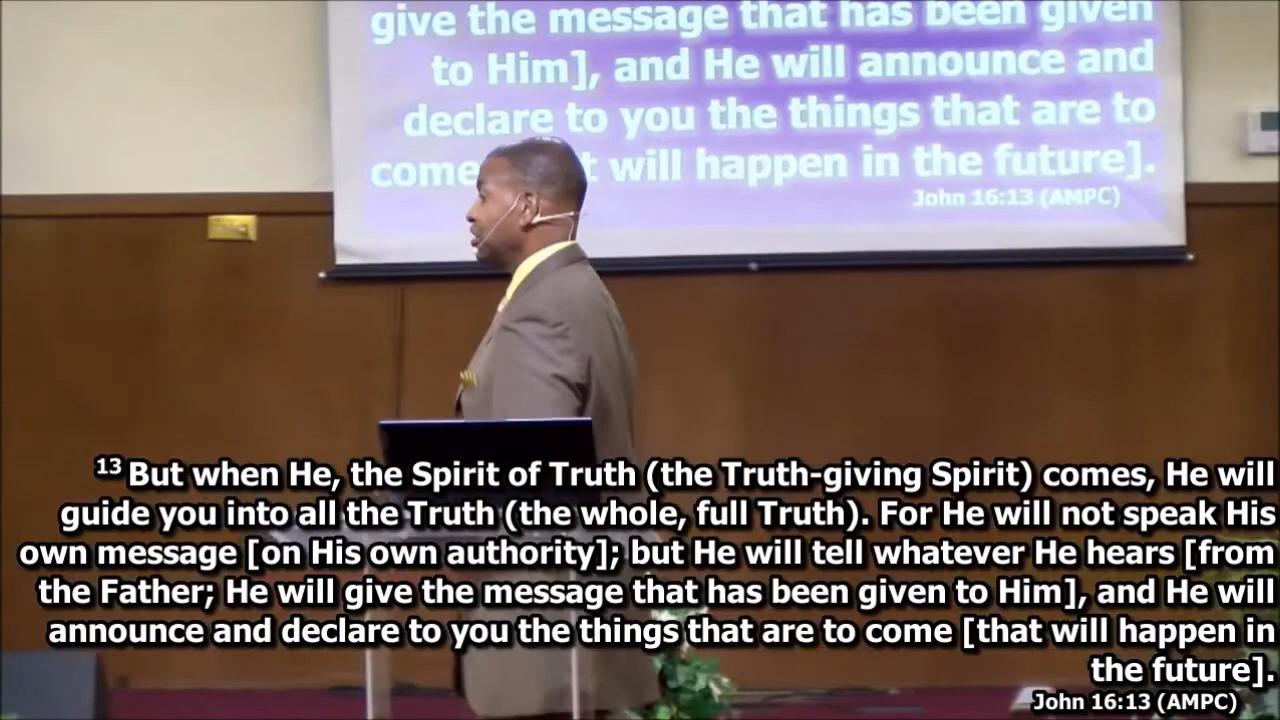 give the message that has been given
to Him], and He will announce and
declare to you the things that are to
come will happen in the future].
John 16:13 (AMPC)
13 But when He, the Spirit of Truth (the Truth-giving Spirit) comes, He will
guide you into all the Truth (the whole, full Truth). For He will not speak His
own message [on His own authority]; but He will tell whatever He hears [from
the Father; He will give the message that has been given to Him], and He will
announce and declare to you the things that are to come [that will happen in
the future].
John 16:13 (AMPC)